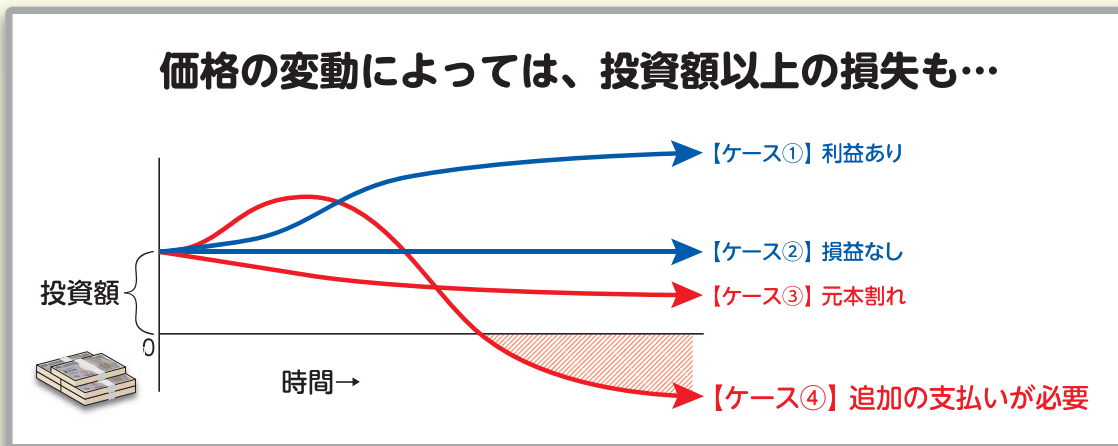 価格の変動によっては、投資額以上の損失も…
【ケース①】利益あり
【ケース②】損益なし
投資額
【ケース③】元本割れ
0
時間→
【ケース④】追加の支払いが必要